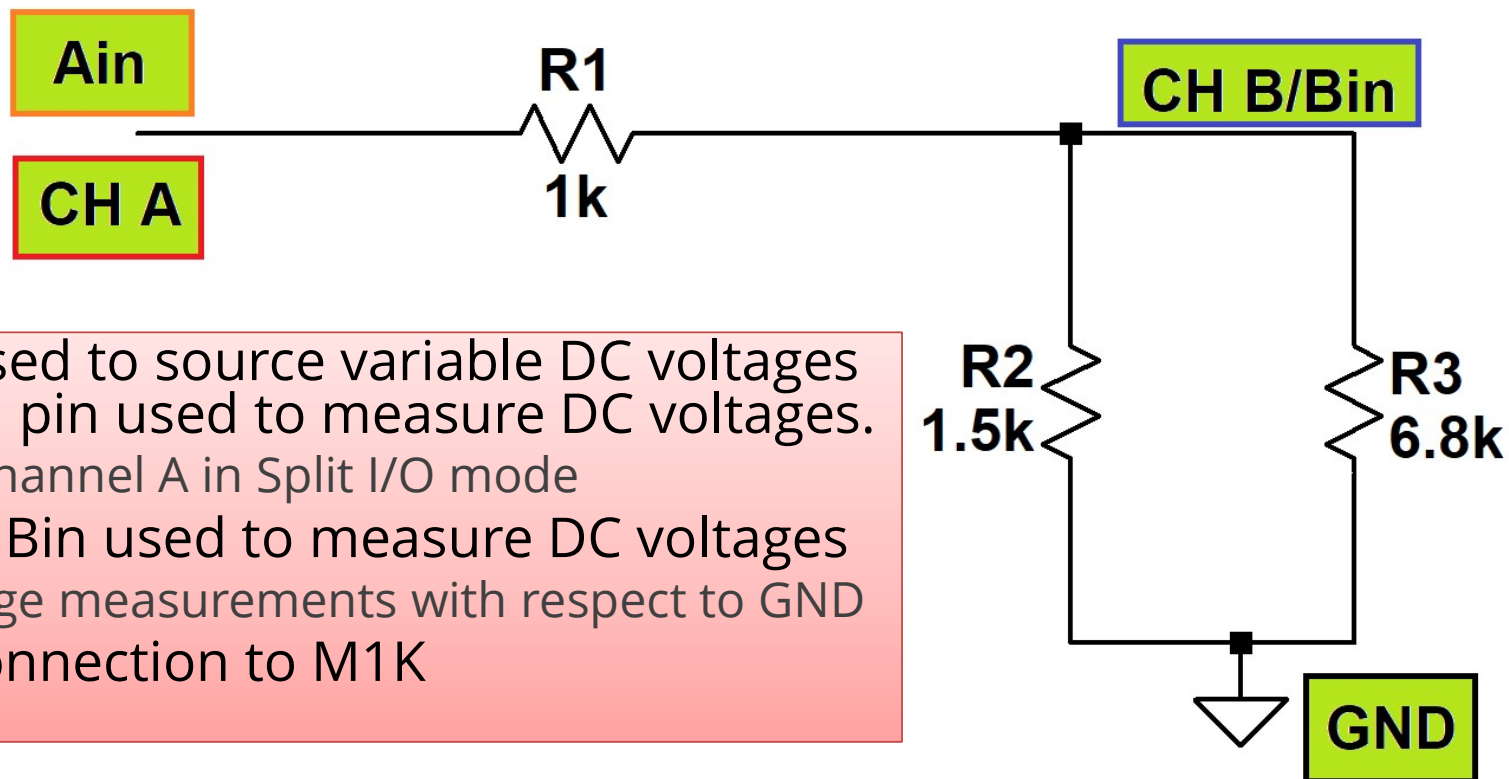 Ain
R1
CH B/Bin
CH A
1k
sed to source variable DC voltages
pin used to measure DC voltages.
hannel A in Split I/O mode
Bin used to measure DC voltages
ge measurements with respect to GND
onnection to M1K
R2
1.5k
R3
6.8k
GND